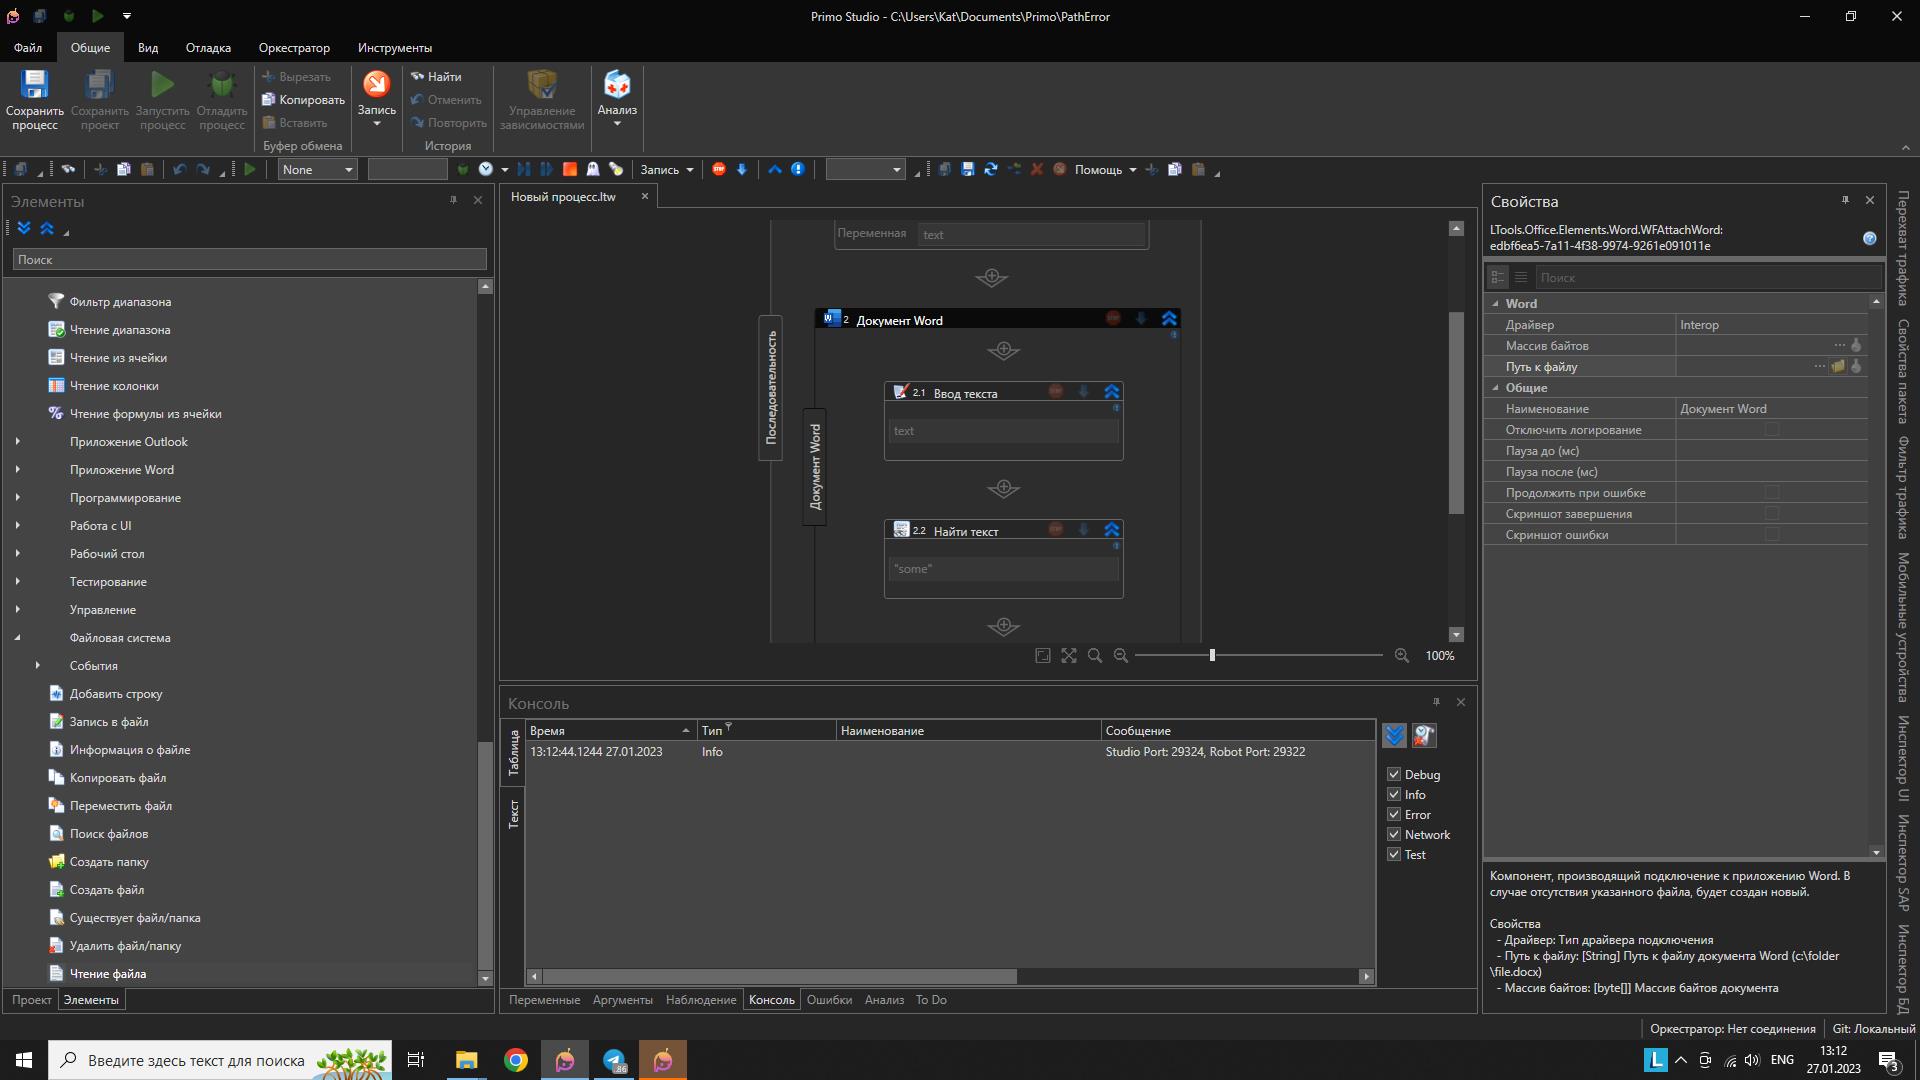 Primo Studio - C:\Users\Kat\Documents\Primo\PathError
Файл
Общие
Вид
Отладка
Оркестратор
Инструменты
Сохранить процесс
Сохранить проект
Запустить процесс
Отладить процесс
Вырезать
Копировать
Вставить
Буфер обмена
Запись
Найти
Отменить
Повторить
История
Управление зависимостями
Анализ
None
Запись
Помощь
Элементы
Поиск
Фильтр диапазона
Чтение диапазона
Чтение из ячейки
Чтение колонки
Чтение формулы из ячейки
Приложение Outlook
Приложение Word
Программирование
Работа с UI
Рабочий стол
Тестирование
Управление
Файловая система
События
Добавить строку
Запись в файл
Информация о файле
Копировать файл
Переместить файл
Поиск файлов
Создать папку
Создать файл
Существует файл/папка
Удалить файл/папку
Чтение файла
Проект
Элементы
Новый процесс.ltw
Переменная
text
Последовательность
2
Документ Word
Документ Word
2.1 Ввод текста
text
2.2 Найти текст
"some"
100%
Консоль
Таблица
Текст
Время
Тип
Наименование
Сообщение
13:12:44.1244 27.01.2023
Info
Studio Port: 29324, Robot Port: 29322
Debug
Info
Error
Network
Test
Переменные
Аргументы
Наблюдение
Консоль
Ошибки
Анализ
To Do
Свойства
LTools.Office.Elements.Word.WFAttachWord:
edbf6ea5-7a11-4f38-9974-9261e091011e
Поиск
Word
Драйвер
Interop
Массив байтов
Путь к файлу
Общие
Наименование
Документ Word
Отключить логирование
Пауза до (мс)
Пауза после (мс)
Продолжить при ошибке
Скриншот завершения
Скриншот ошибки
Компонент, производящий подключение к приложению Word. В
случае отсутствия указанного файла, будет создан новый.
Свойства
- Драйвер: Тип драйвера подключения
- Путь к файлу: [String] Путь к файлу документа Word (c:\folder
\file.docx)
- Массив байтов: [byte[]] Массив байтов документа
Перехват трафика
Свойства пакета
Фильтр трафика
Мобильные устройства
Инспектор UI
Инспектор SAP
Инспектор БД
Оркестратор: Нет соединения
Git: Локальный
Введите здесь текст для поиска
86
L
ENG
13:12
27.01.2023
3